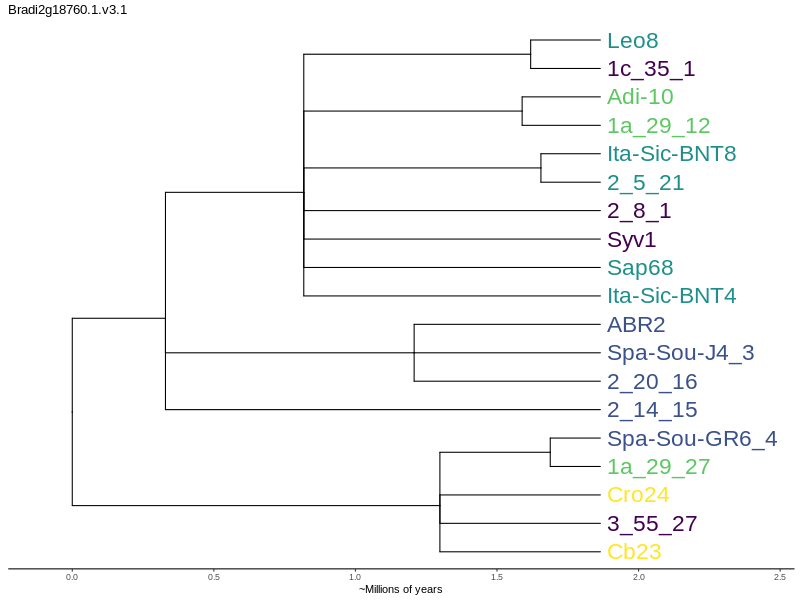 Bradi2g18760.1.v3.1
Leo8
1c_35_1
Adi-10
1a_29_12
Ita-Sic-BNT8
2_5_21
2_8_1
Syv1
Sap68
Ita-Sic-BNT4
ABR2
Spa-Sou-J4_3
2_20_16
2_14_15
Spa-Sou-GR6_4
1a_29_27
Cro24
3_55_27
Cb23
0.0 0.5 1.0 1.5 2.0 2.5
~Millions of years